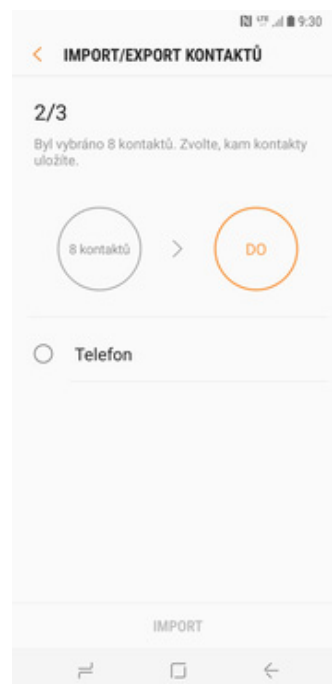 LTE 9:30
IMPORT/EXPORT KONTAKTŮ
2/3
Byl vybráno 8 kontaktů. Zvolte, kam kontakty
uložíte.
8 kontaktů > DO
Telefon
IMPORT